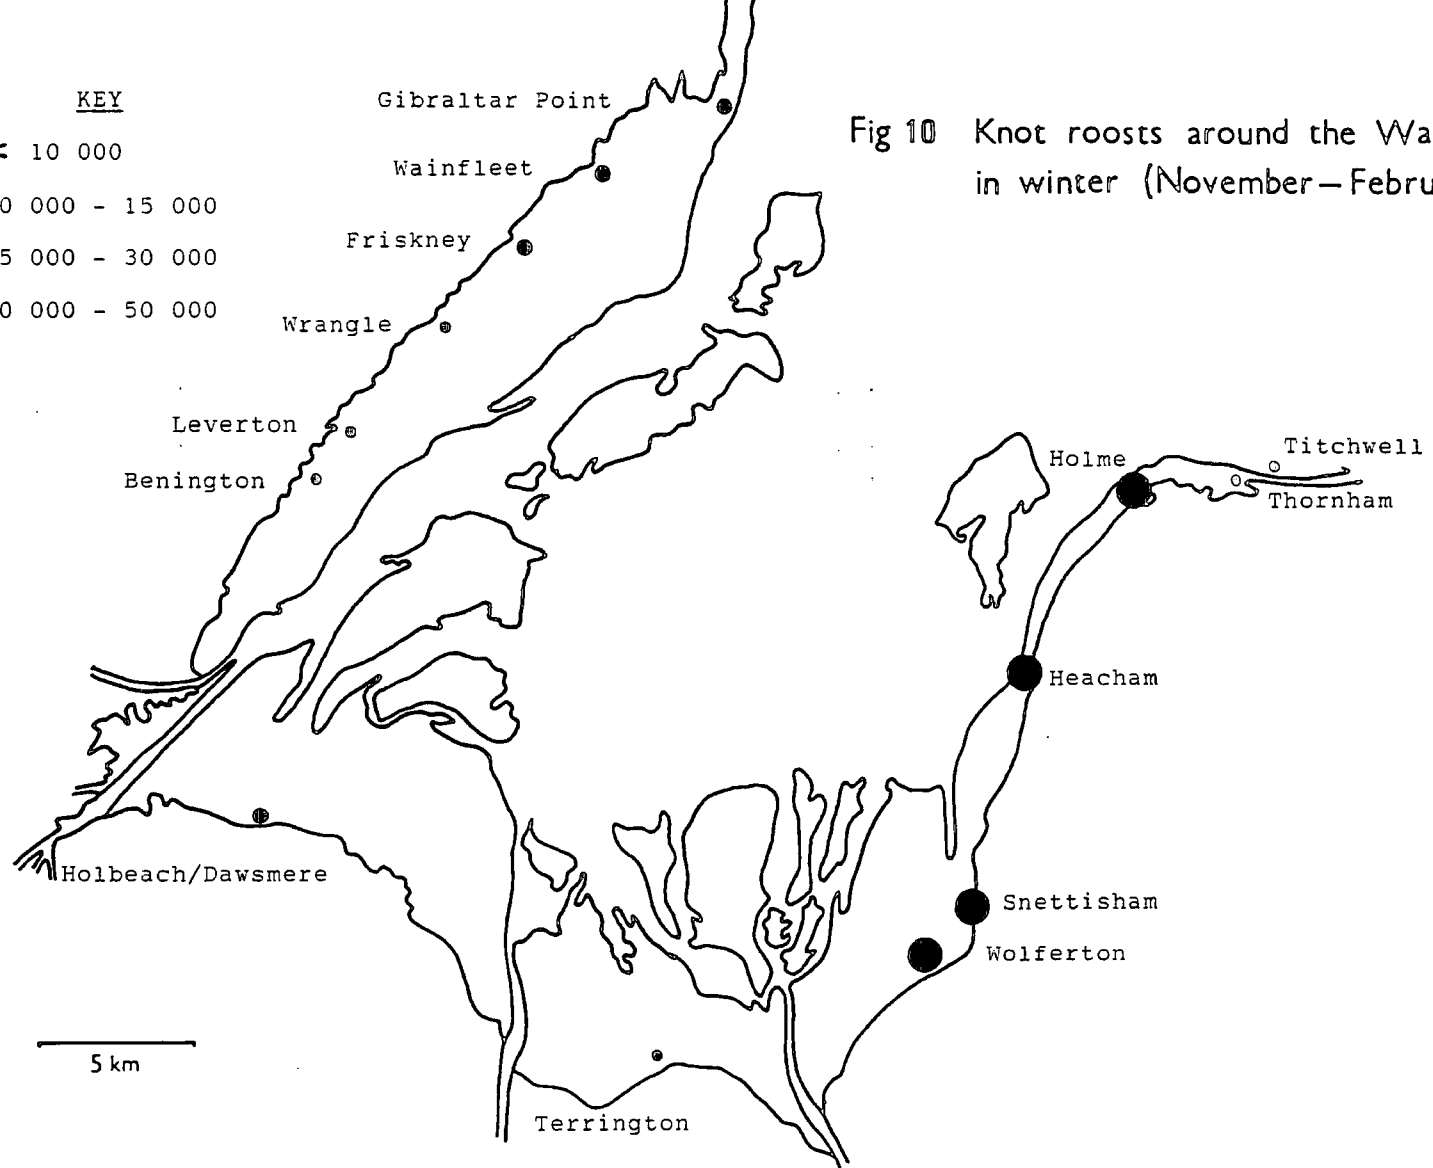 KEY
< 10 000
0 000 - 15 000
5 000 - 30 000
0 000 - 50 000
Fig 10 Knot roosts around the Wa
in winter (November–Febru
Gibraltar Point
Wainfleet
Friskney
Wrangle
Leverton
Benington
Holme
Titchwell
Thornham
Heacham
Snettisham
Wolferton
Holbeach/Dawsmere
Terrington
5 km